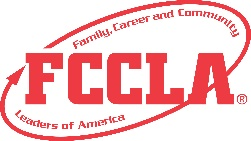 Family, Career and Community
FCCLA®
Leaders of America